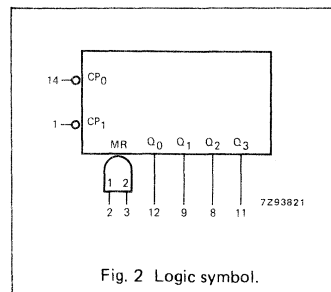 14 CP0
1 CP1
MR Q0 Q1 Q2 Q3
1 2
2 3 12 9 8 11
7Z93821
Fig. 2 Logic symbol.